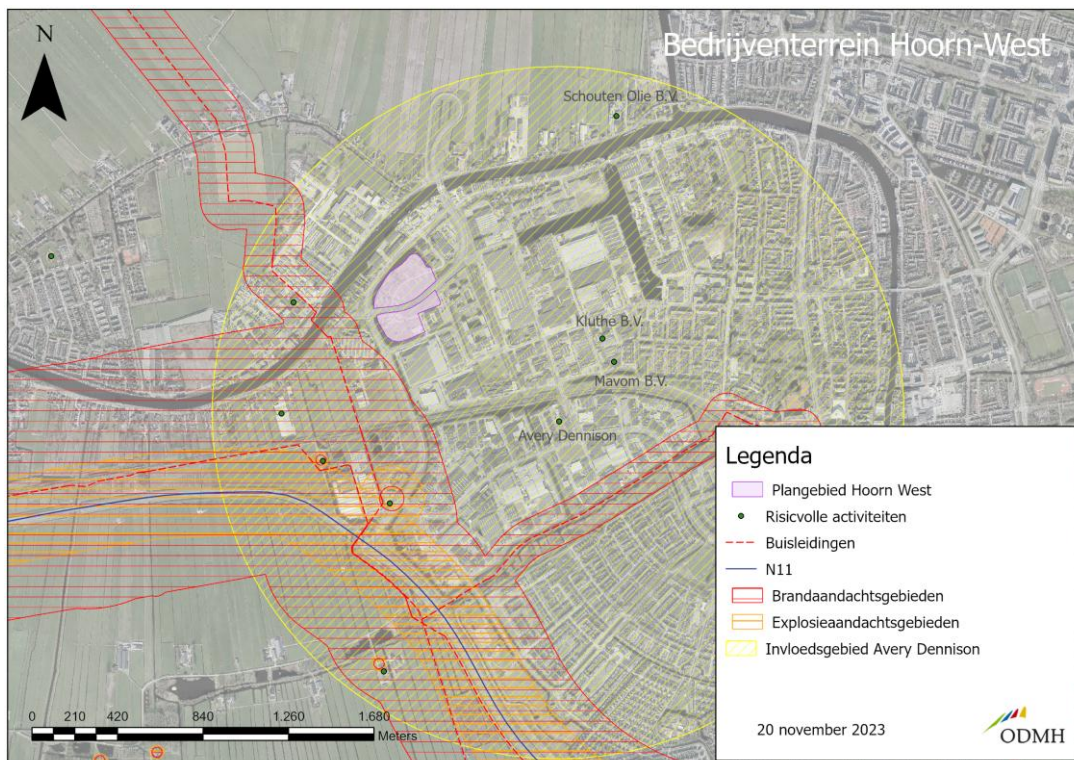 Bedrijventerrein Hoorn-West
N
Schouten Olie B.V.
Kluthe B.V.
Mavom B.V.
Avery Dennison
Legenda
Plangebied Hoorn West
Risicvolle activiteiten
Buisleidingen
N11
Brandaandachtsgebieden
Explosieaandachtsgebieden
Invloedsgebied Avery Dennison
0 210 420 840 1.260 1.680
Meters
20 november 2023
ODMH